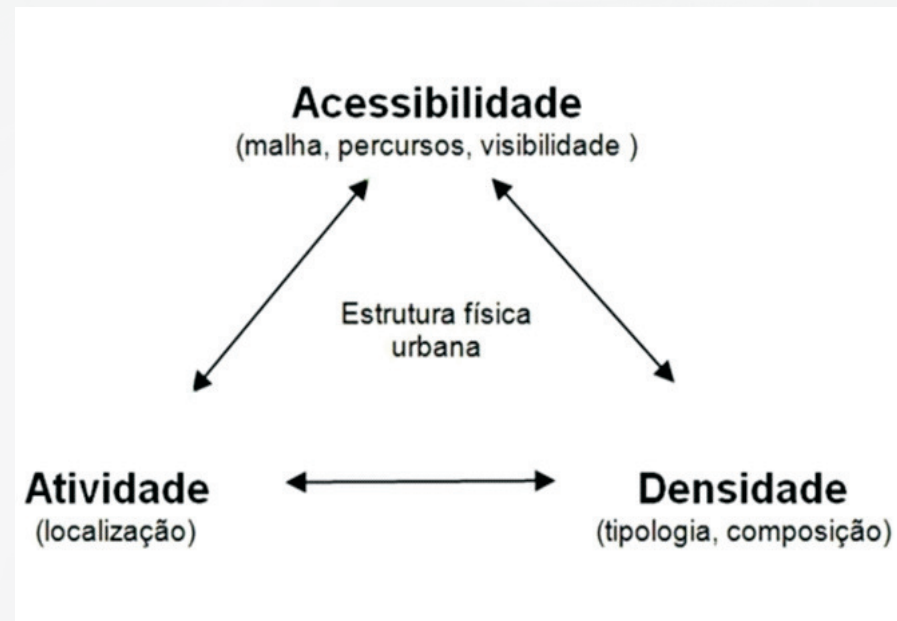 Acessibilidade
(malha, percursos, visibilidade )
Estrutura física
urbana
Atividade
(localização)
Densidade
(tipologia, composição)